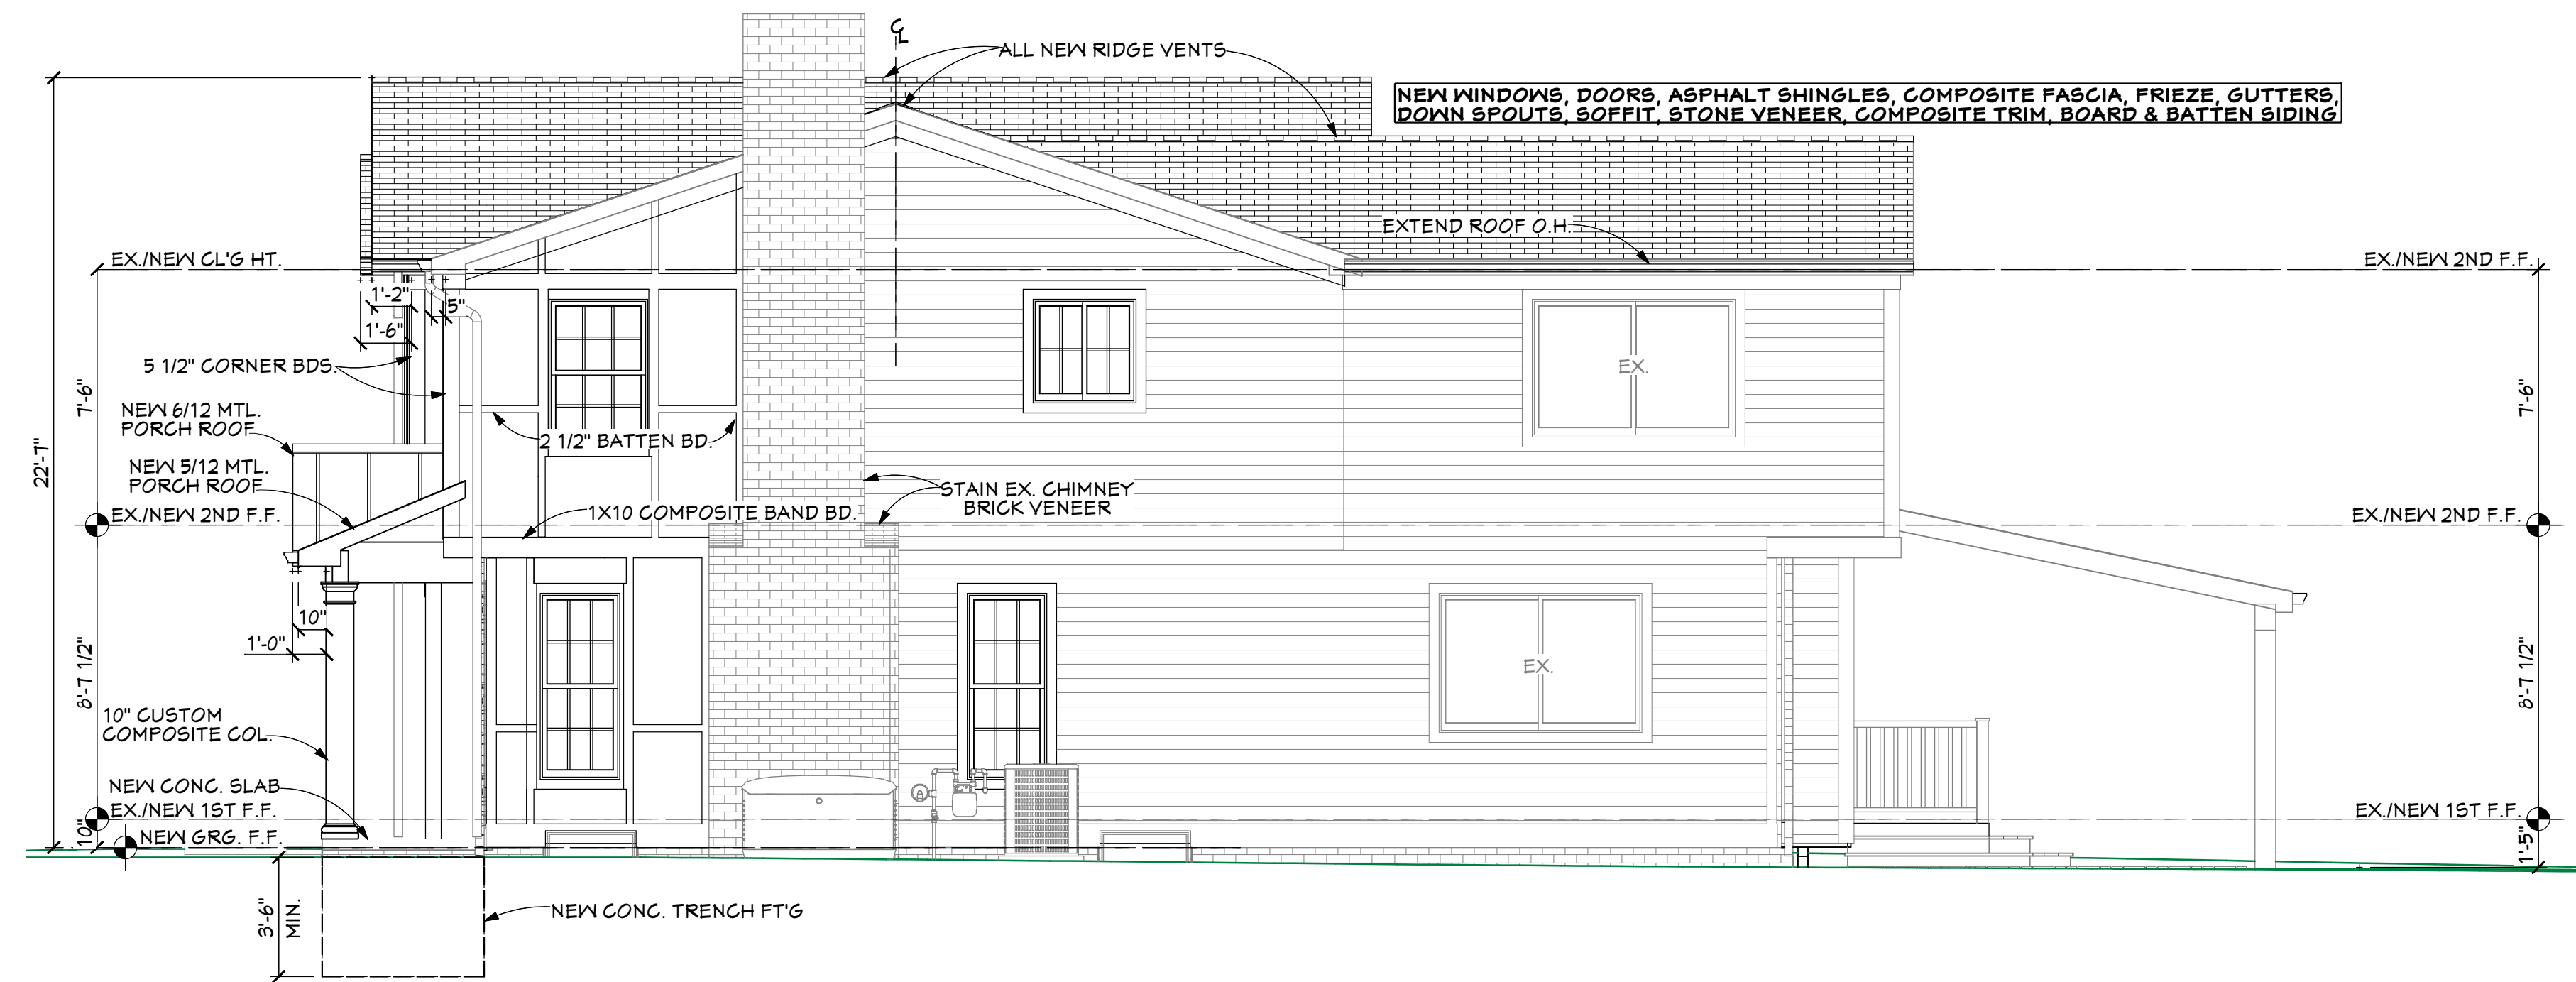 ℄
ALL NEW RIDGE VENTS
NEW WINDOWS, DOORS, ASPHALT SHINGLES, COMPOSITE FASCIA, FRIEZE, GUTTERS,
DOWN SPOUTS, SOFFIT, STONE VENEER, COMPOSITE TRIM, BOARD & BATTEN SIDING
EXTEND ROOF O.H.
EX./NEW CL'G HT.
EX./NEW 2ND F.F.
1'-2"
5"
1'-6"
5 1/2" CORNER BDS.
EX.
7'-6"
7'-6"
NEW 6/12 MTL.
PORCH ROOF
2 1/2" BATTEN BD.
22'-7"
NEW 5/12 MTL.
PORCH ROOF
STAIN EX. CHIMNEY
BRICK VENEER
EX./NEW 2ND F.F.
1X10 COMPOSITE BAND BD.
EX./NEW 2ND F.F.
10"
1'-0"
EX.
8'-7 1/2"
8'-7 1/2"
10" CUSTOM
COMPOSITE COL.
NEW CONC. SLAB
EX./NEW 1ST F.F.
EX./NEW 1ST F.F.
10"
NEW GRG. F.F.
1'-5"
3'-6"
MIN.
NEW CONC. TRENCH FT'G